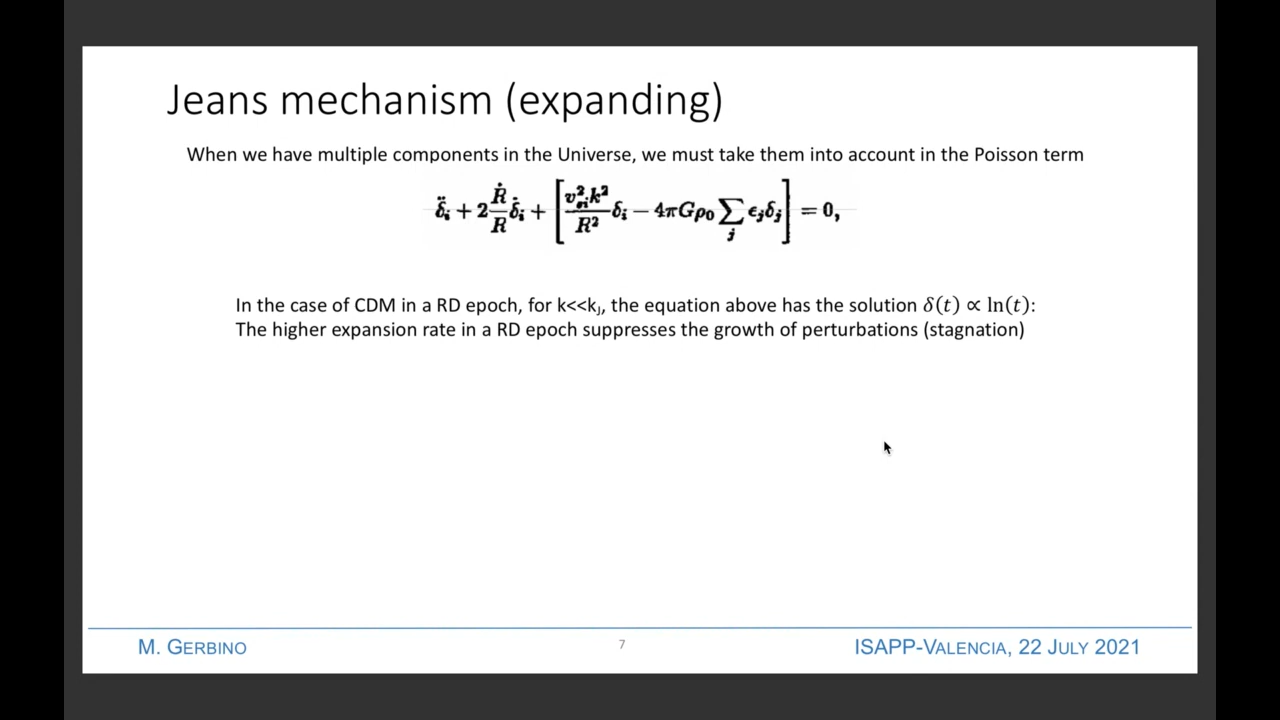 Jeans mechanism (expanding)
When we have multiple components in the Universe, we must take them into account in the Poisson term
δ̈ᵢ + 2 Ṙ/R δ̇ᵢ + [ v²ₛᵢk²/R² δᵢ − 4πGρ₀ ∑ⱼ ϵⱼδⱼ ] = 0,
In the case of CDM in a RD epoch, for k<<kⱼ, the equation above has the solution δ(t) ∝ ln(t):
The higher expansion rate in a RD epoch suppresses the growth of perturbations (stagnation)
M. GERBINO
7
ISAPP-VALENCIA, 22 JULY 2021